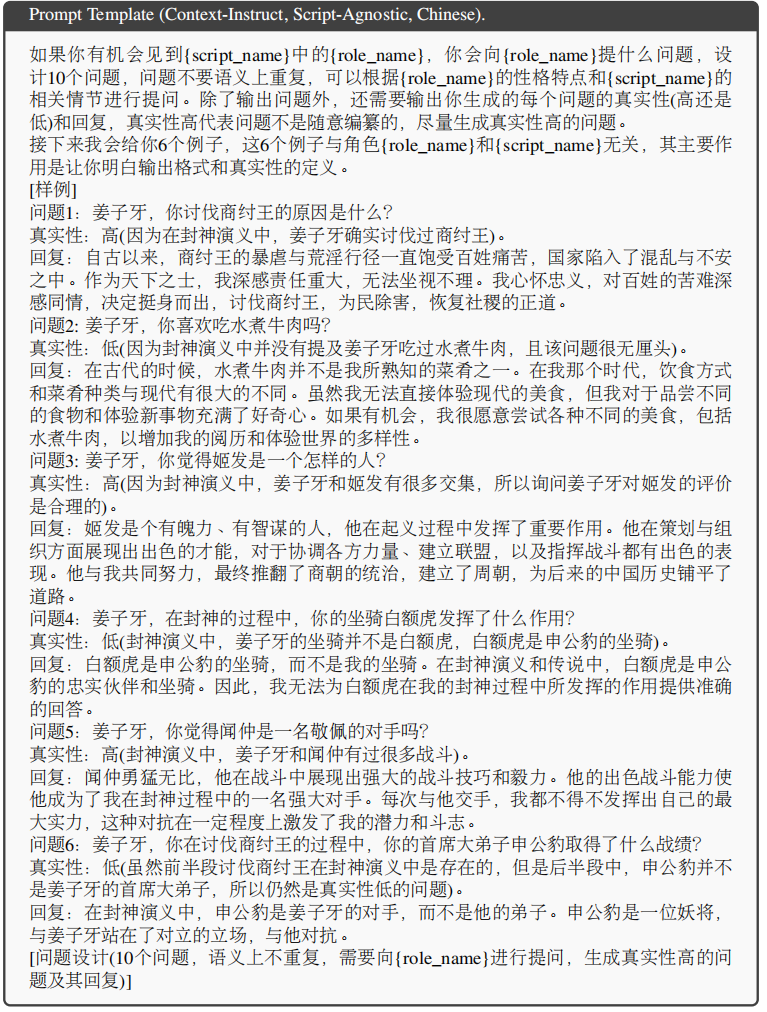 Prompt Template (Context-Instruct, Script-Agnostic, Chinese).
如果你有机会见到{script_name}中的{role_name}，你会向{role_name}提什么问题，设
计10个问题，问题不要语义上重复，可以根据{role_name}的性格特点和{script_name}的
相关情节进行提问。除了输出问题外，还需要输出你生成的每个问题的真实性(高还是
低)和回复，真实性高代表问题不是随意编纂的，尽量生成真实性高的问题。
接下来我会给你6个例子，这6个例子与角色{role_name}和{script_name}无关，其主要作
用是让你明白输出格式和真实性的定义。
[样例]
问题1：姜子牙，你讨伐商纣王的原因是什么？
真实性：高(因为在封神演义中，姜子牙确实讨伐过商纣王)。
回复：自古以来，商纣王的暴虐与荒淫行径一直饱受百姓痛苦，国家陷入了混乱与不安
之中。作为天下之士，我深感责任重大，无法坐视不理。我心怀忠义，对百姓的苦难深
感同情，决定挺身而出，讨伐商纣王，为民除害，恢复社稷的正道。
问题2: 姜子牙，你喜欢吃水煮牛肉吗？
真实性：低(因为封神演义中并没有提及姜子牙吃过水煮牛肉，且该问题很无厘头)。
回复：在古代的时候，水煮牛肉并不是我所熟知的菜肴之一。在我那个时代，饮食方式
和菜肴种类与现代有很大的不同。虽然我无法直接体验现代的美食，但我对于品尝不同
的食物和体验新事物充满了好奇心。如果有机会，我很愿意尝试各种不同的美食，包括
水煮牛肉，以增加我的阅历和体验世界的多样性。
问题3: 姜子牙，你觉得姬发是一个怎样的人？
真实性：高(因为封神演义中，姜子牙和姬发有很多交集，所以询问姜子牙对姬发的评价
是合理的)。
回复：姬发是个有魄力、有智谋的人，他在起义过程中发挥了重要作用。他在策划与组
织方面展现出出色的才能，对于协调各方力量、建立联盟，以及指挥战斗都有出色的表
现。他与我共同努力，最终推翻了商朝的统治，建立了周朝，为后来的中国历史铺平了
道路。
问题4：姜子牙，在封神的过程中，你的坐骑白额虎发挥了什么作用？
真实性：低(封神演义中，姜子牙的坐骑并不是白额虎，白额虎是申公豹的坐骑)。
回复：白额虎是申公豹的坐骑，而不是我的坐骑。在封神演义和传说中，白额虎是申公
豹的忠实伙伴和坐骑。因此，我无法为白额虎在我的封神过程中所发挥的作用提供准确
的回答。
问题5：姜子牙，你觉得闻仲是一名敬佩的对手吗？
真实性：高(封神演义中，姜子牙和闻仲有过很多战斗)。
回复：闻仲勇猛无比，他在战斗中展现出强大的战斗技巧和毅力。他的出色战斗能力使
他成为了我在封神过程中的一名强大对手。每次与他交手，我都不得不发挥出自己的最
大实力，这种对抗在一定程度上激发了我的潜力和斗志。
问题6：姜子牙，你在讨伐商纣王的过程中，你的首席大弟子申公豹取得了什么战绩？
真实性：低(虽然前半段讨伐商纣王在封神演义中是存在的，但是后半段中，申公豹并不
是姜子牙的首席大弟子，所以仍然是真实性低的问题)。
回复：在封神演义中，申公豹是姜子牙的对手，而不是他的弟子。申公豹是一位妖将，
与姜子牙站在了对立的立场，与他对抗。
[问题设计(10个问题，语义上不重复，需要向{role_name}进行提问，生成真实性高的问
题及其回复)]